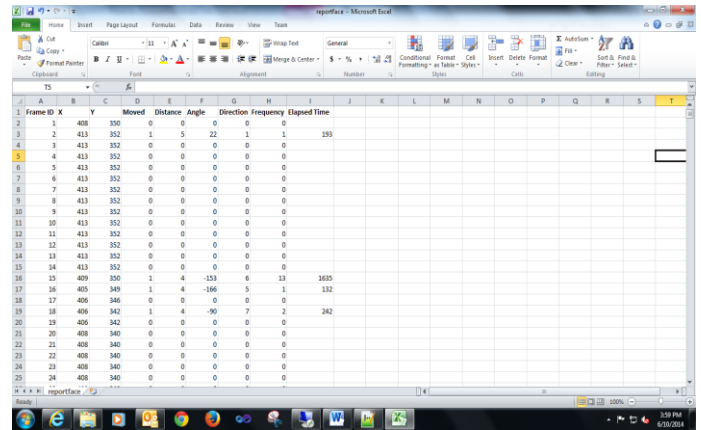 reportface - Microsoft Excel
File Home Insert Page Layout Formulas Data Review View Team
Cut
Copy
Format Painter
Paste
Clipboard
Calibri 11
B I U
Font
Wrap Text
Merge & Center
Alignment
General
$ % ,
Number
Conditional Formatting
Format as Table
Cell Styles
Styles
Insert Delete Format
Cells
AutoSum
Fill
Clear
Sort & Filter
Find & Select
Editing
T5 fx
A B C D E F G H I J K L M N O P Q R S T
1 Frame ID X Y Moved Distance Angle Direction Frequency Elapsed Time
2 1 408 350 0 0 0 0 0
3 2 413 352 1 5 22 1 1 193
4 3 413 352 0 0 0 0 0
5 4 413 352 0 0 0 0 0
6 5 413 352 0 0 0 0 0
7 6 413 352 0 0 0 0 0
8 7 413 352 0 0 0 0 0
9 8 413 352 0 0 0 0 0
10 9 413 352 0 0 0 0 0
11 10 413 352 0 0 0 0 0
12 11 413 352 0 0 0 0 0
13 12 413 352 0 0 0 0 0
14 13 413 352 0 0 0 0 0
15 14 413 352 0 0 0 0 0
16 15 409 350 1 4 -153 6 13 1635
17 16 405 349 1 4 -166 5 1 132
18 17 406 346 0 0 0 0 0
19 18 406 342 1 4 -90 7 2 242
20 19 406 342 0 0 0 0 0
21 20 408 340 0 0 0 0 0
22 21 408 340 0 0 0 0 0
23 22 408 340 0 0 0 0 0
24 23 408 340 0 0 0 0 0
25 24 408 340 0 0 0 0 0
reportface
Ready 100%
3:59 PM
6/10/2014